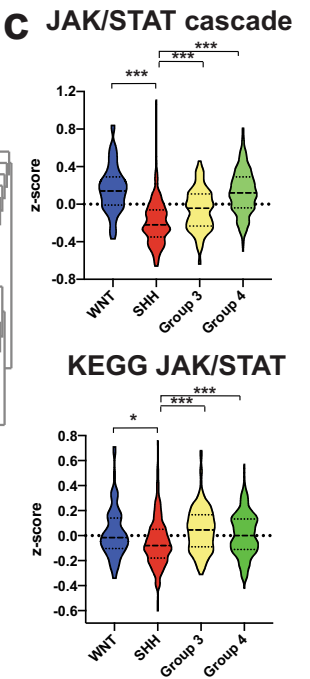 c JAK/STAT cascade
***
***
***
1.2
0.8
0.4
0.0
-0.4
-0.8
z-score
WNT
SHH
Group 3
Group 4
KEGG JAK/STAT
***
***
*
0.8
0.6
0.4
0.2
0.0
-0.2
-0.4
-0.6
z-score
WNT
SHH
Group 3
Group 4